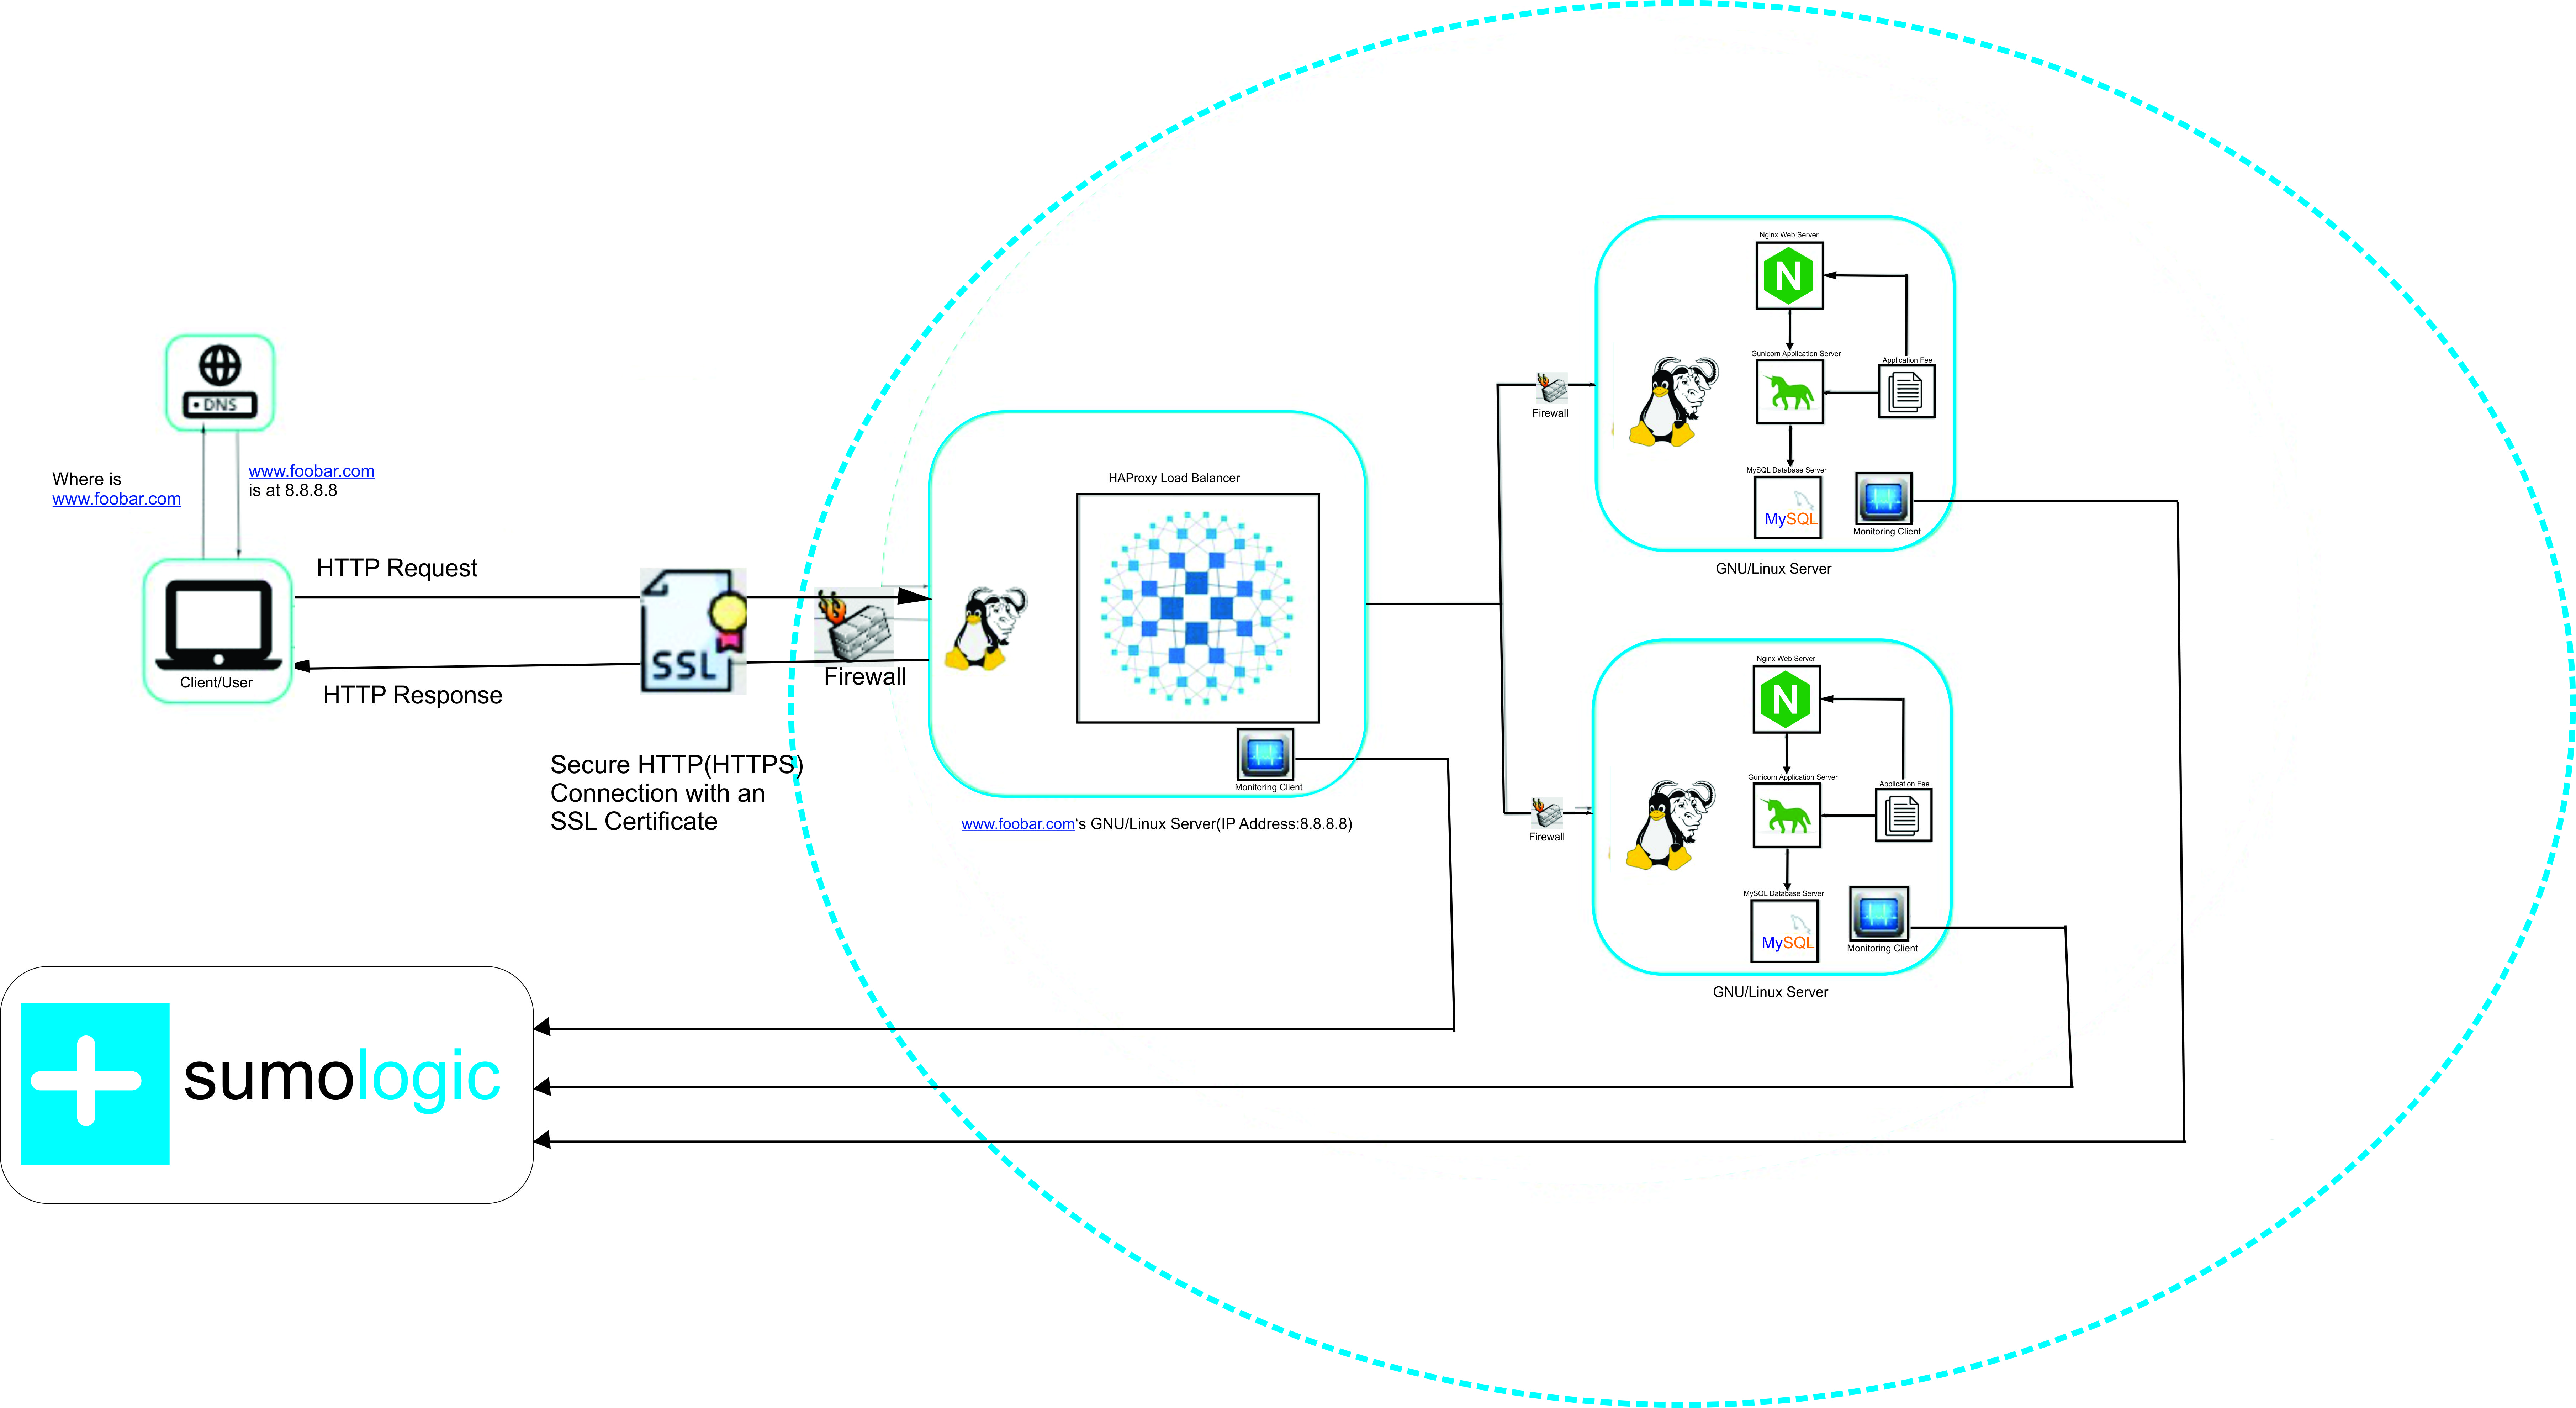 DNS
Where is
www.foobar.com
www.foobar.com
is at 8.8.8.8
Client/User
HTTP Request
HTTP Response
SSL
Firewall
Secure HTTP(HTTPS)
Connection with an
SSL Certificate
HAProxy Load Balancer
Monitoring Client
www.foobar.com's GNU/Linux Server(IP Address:8.8.8.8)
Firewall
Nginx Web Server
N
Gunicorn Application Server
Application Fee
MySQL Database Server
MySQL
Monitoring Client
GNU/Linux Server
Firewall
Nginx Web Server
N
Gunicorn Application Server
Application Fee
MySQL Database Server
MySQL
Monitoring Client
GNU/Linux Server
sumologic